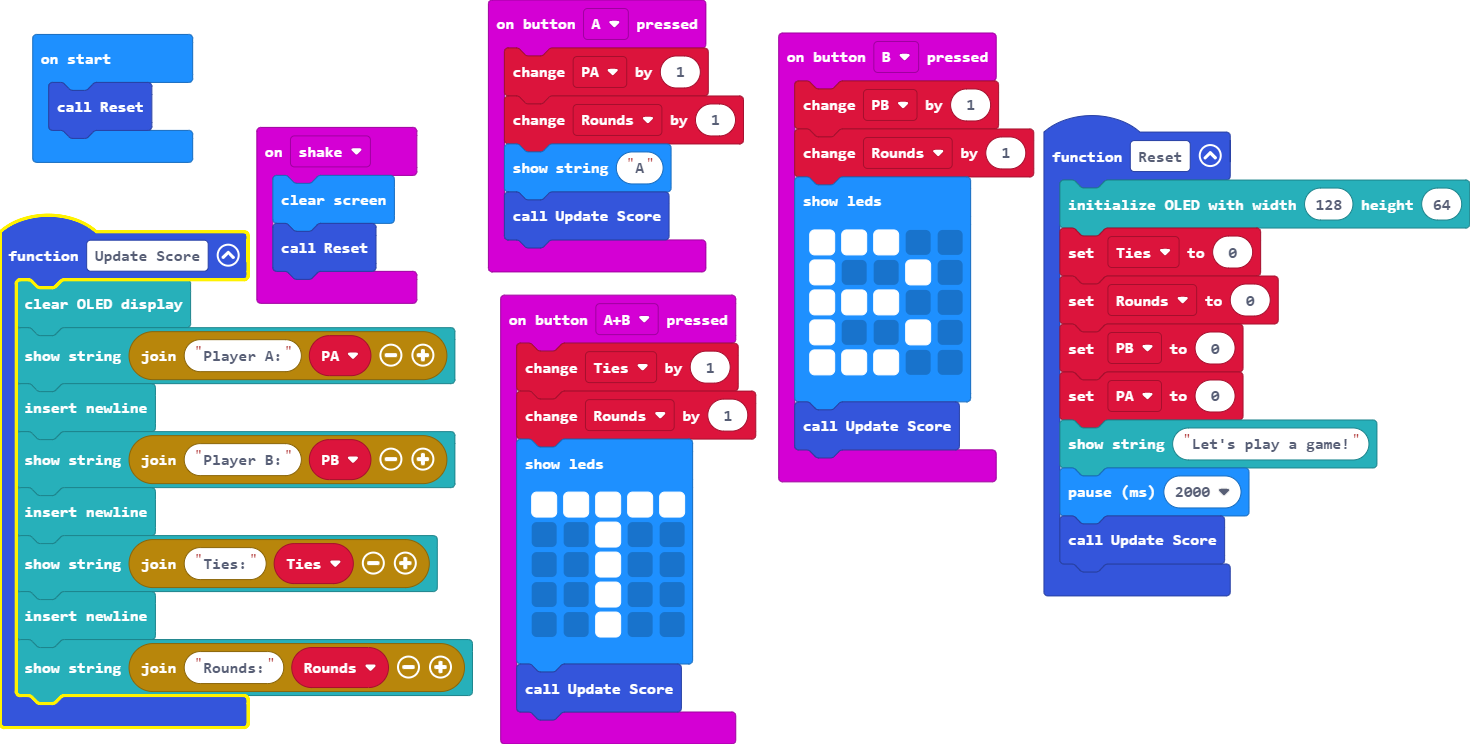 on start
call Reset
on shake
clear screen
call Reset
function Update Score
clear OLED display
show string join "Player A:" PA
insert newline
show string join "Player B:" PB
insert newline
show string join "Ties:" Ties
insert newline
show string join "Rounds:" Rounds
on button A pressed
change PA by 1
change Rounds by 1
show string "A"
call Update Score
on button A+B pressed
change Ties by 1
change Rounds by 1
show leds
call Update Score
on button B pressed
change PB by 1
change Rounds by 1
show leds
call Update Score
function Reset
initialize OLED with width 128 height 64
set Ties to 0
set Rounds to 0
set PB to 0
set PA to 0
show string "Let's play a game!"
pause (ms) 2000
call Update Score